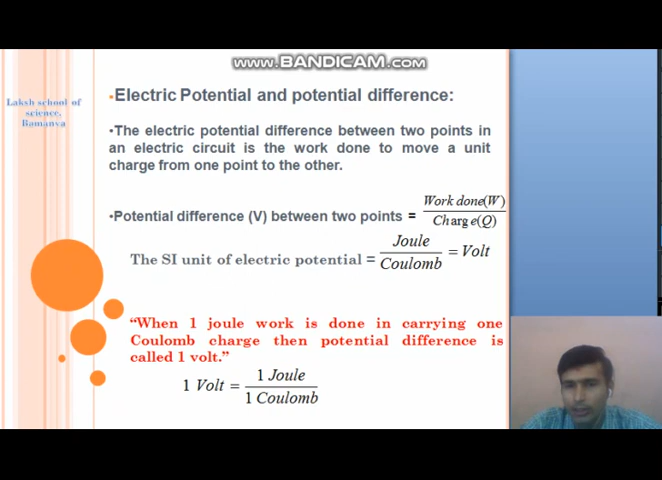 www.BANDICAM.com
Laksh school of
science,
Bamanva
▪Electric Potential and potential difference:
•The electric potential difference between two points in
an electric circuit is the work done to move a unit
charge from one point to the other.
•Potential difference (V) between two points = Work done(W) / Charg e(Q)
The SI unit of electric potential = Joule / Coulomb = Volt
“When 1 joule work is done in carrying one
Coulomb charge then potential difference is
called 1 volt.”
1 Volt = 1 Joule / 1 Coulomb